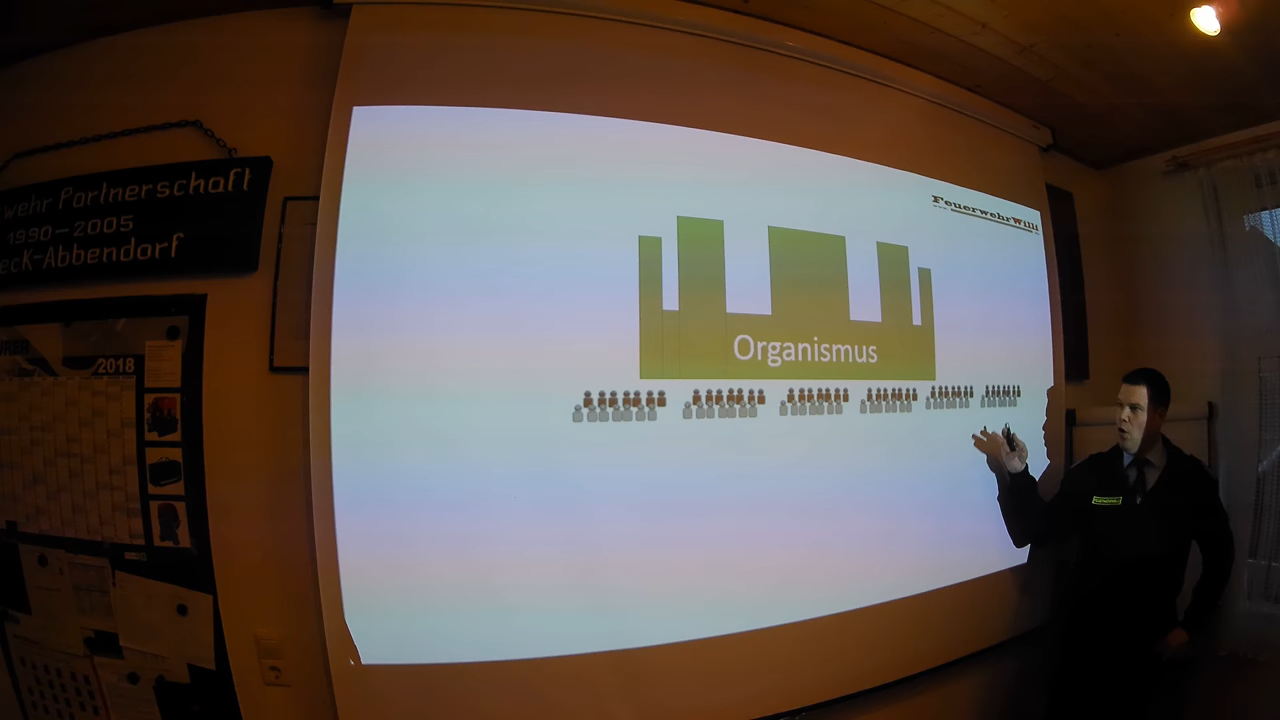 wehr Partnerschaft
1990-2005
eck-Abbendorf
2018
FeuerwehrWilli
Organismus